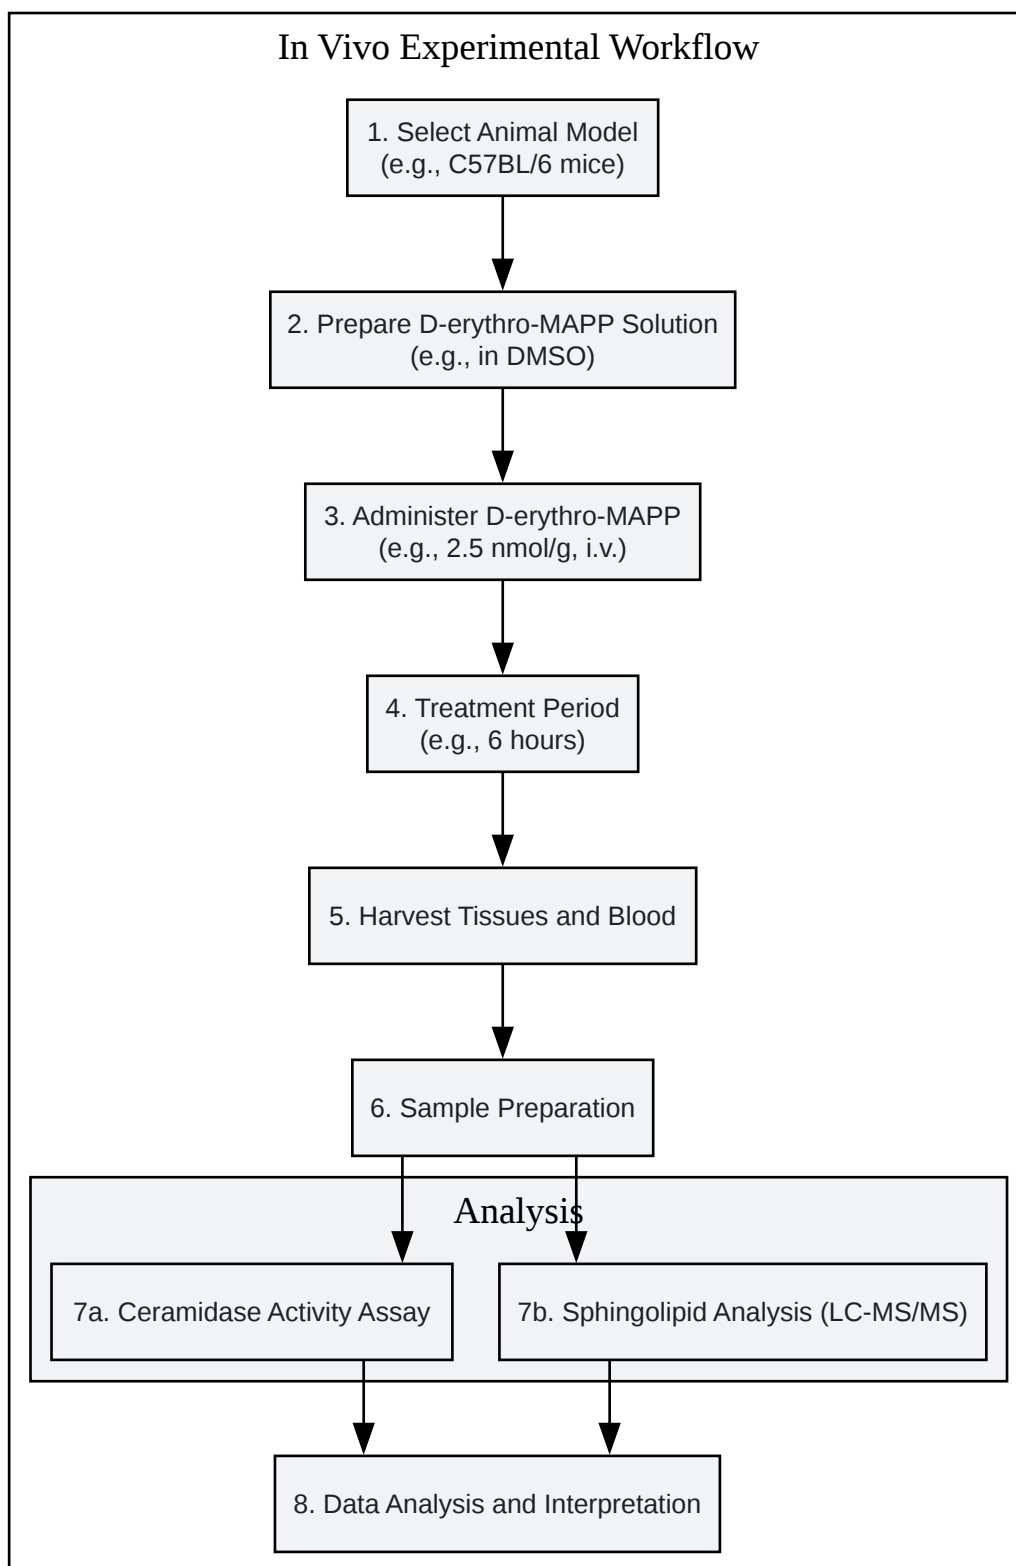 In Vivo Experimental Workflow
1. Select Animal Model
(e.g., C57BL/6 mice)
2. Prepare D-erythro-MAPP Solution
(e.g., in DMSO)
3. Administer D-erythro-MAPP
(e.g., 2.5 nmol/g, i.v.)
4. Treatment Period
(e.g., 6 hours)
5. Harvest Tissues and Blood
6. Sample Preparation
Analysis
7a. Ceramidase Activity Assay
7b. Sphingolipid Analysis (LC-MS/MS)
8. Data Analysis and Interpretation